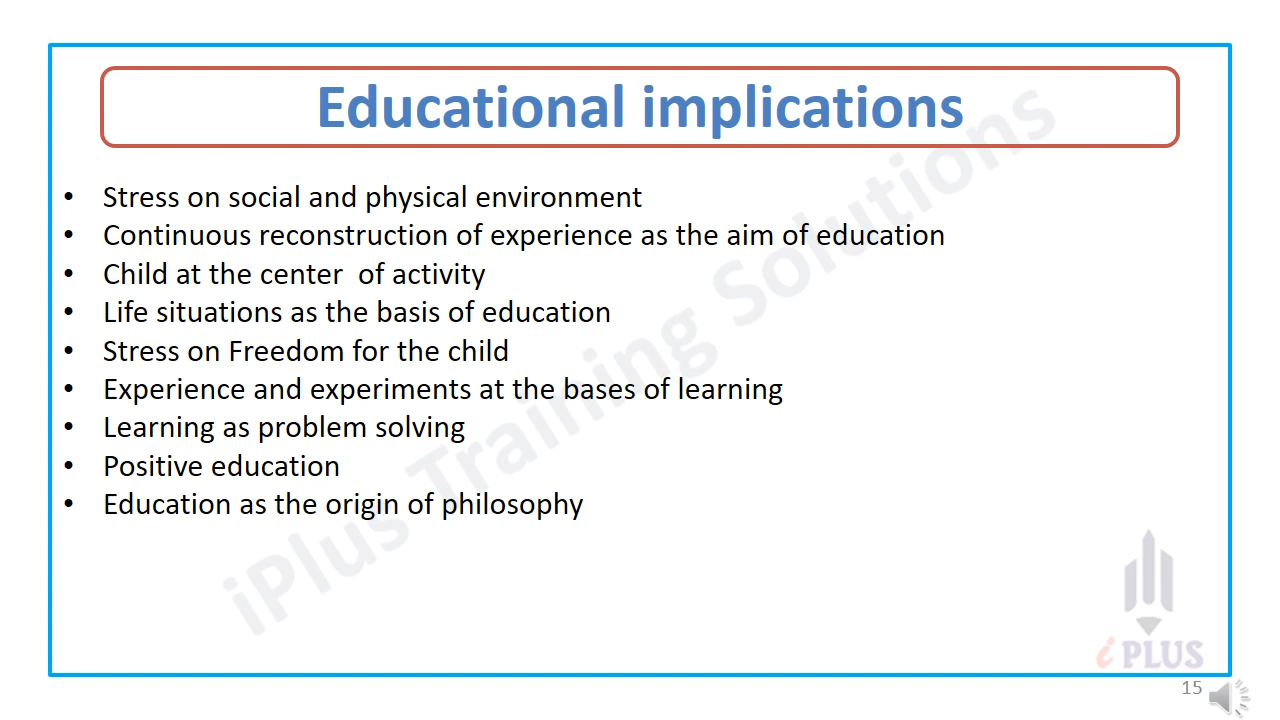 Educational implications
• Stress on social and physical environment
• Continuous reconstruction of experience as the aim of education
• Child at the center  of activity
• Life situations as the basis of education
• Stress on Freedom for the child
• Experience and experiments at the bases of learning
• Learning as problem solving
• Positive education
• Education as the origin of philosophy
iPlus Training Solutions
i PLUS
15